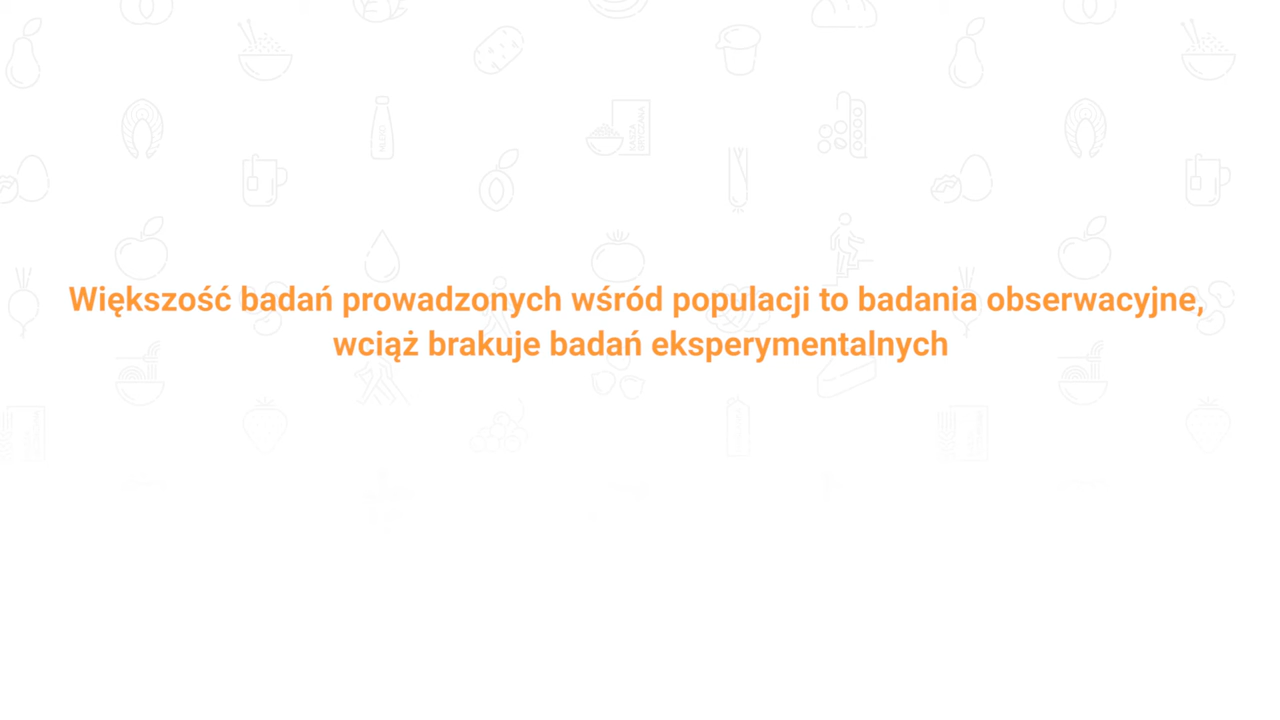 Większość badań prowadzonych wśród populacji to badania obserwacyjne,
wciąż brakuje badań eksperymentalnych